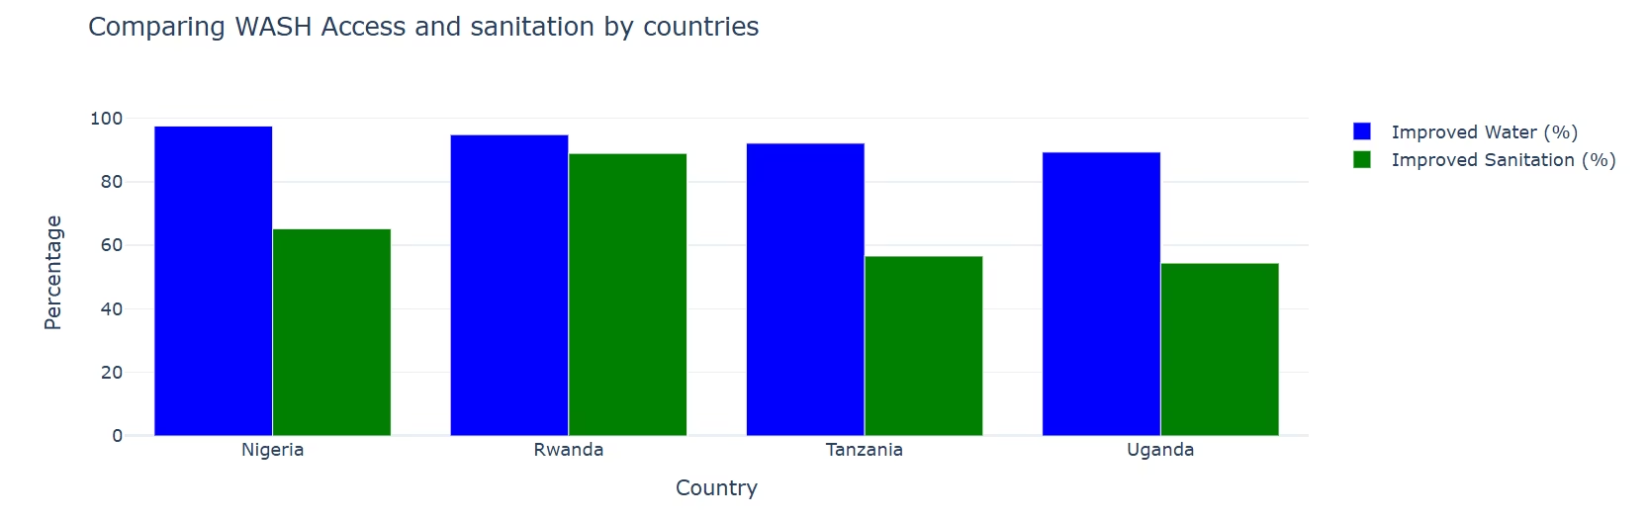 Comparing WASH Access and sanitation by countries
100
80
60
40
20
0
Percentage
Nigeria
Rwanda
Tanzania
Uganda
Country
Improved Water (%)
Improved Sanitation (%)